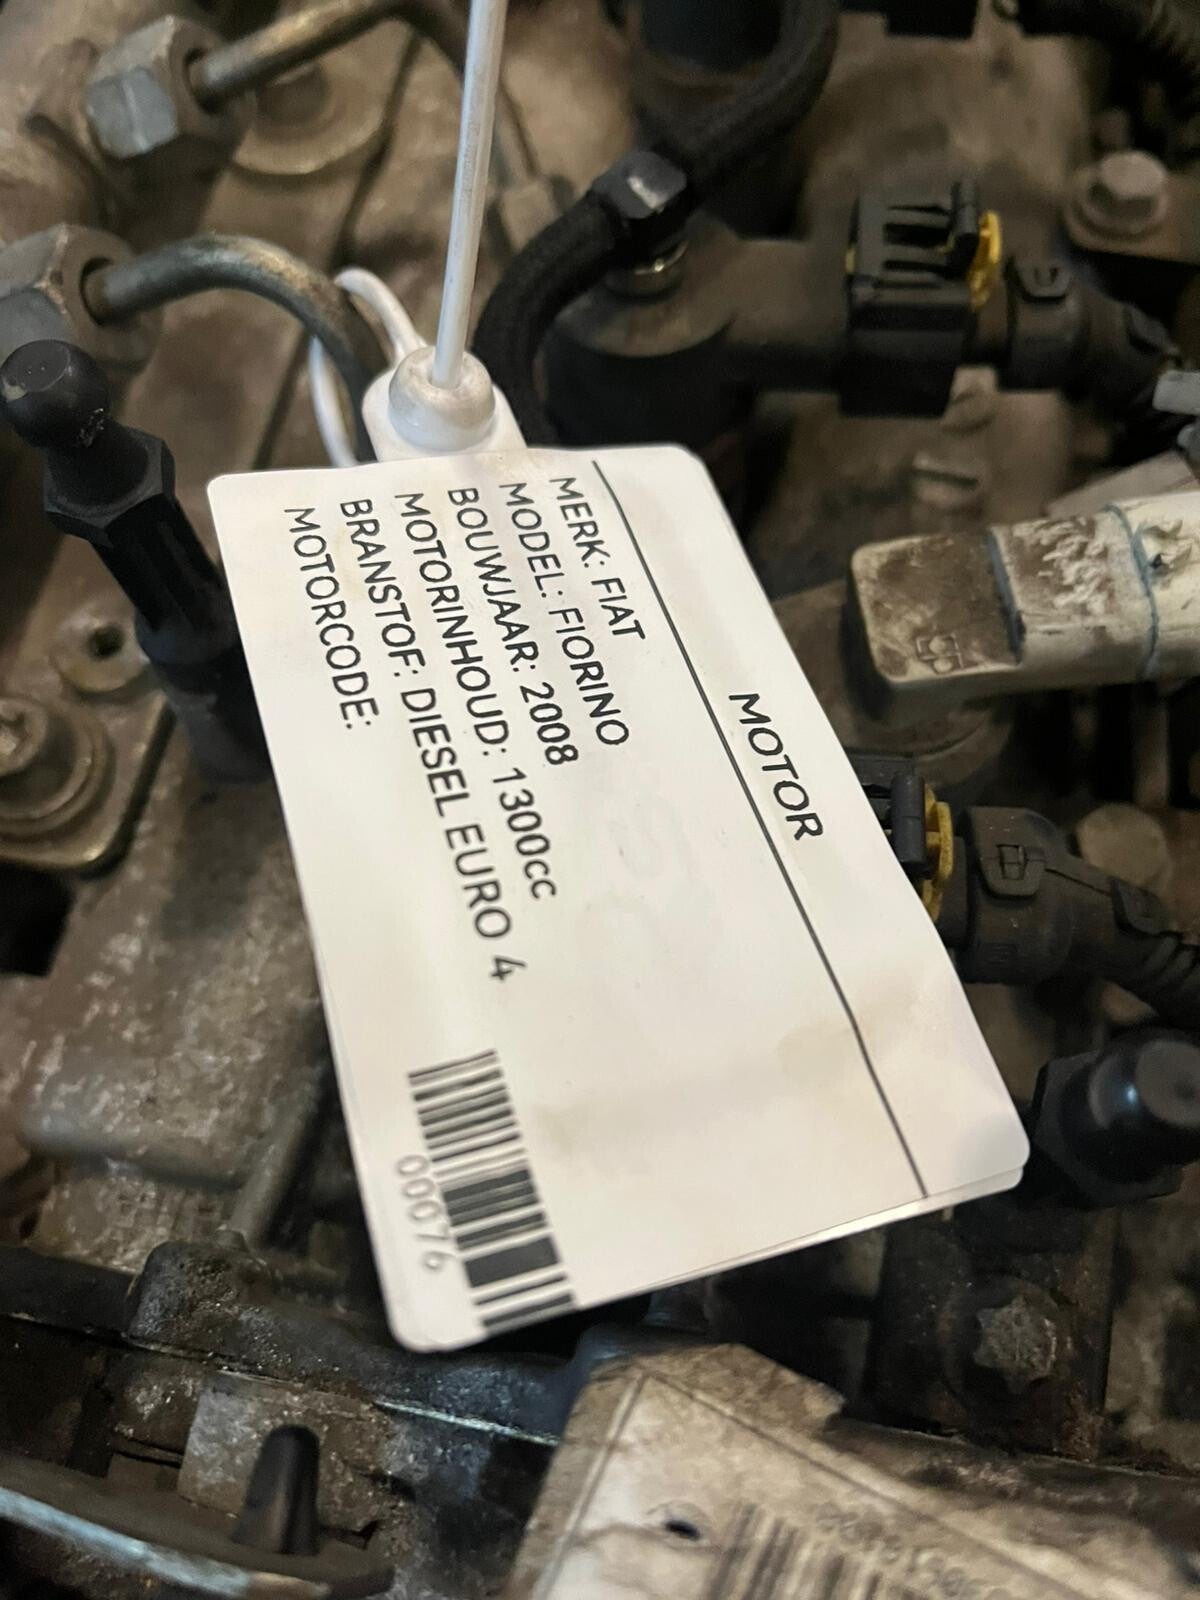 MOTOR
MERK: FIAT
MODEL: FIORINO
BOUWJAAR: 2008
MOTORINHOUD: 1300cc
BRANSTOF: DIESEL EURO 4
MOTORCODE:
00076